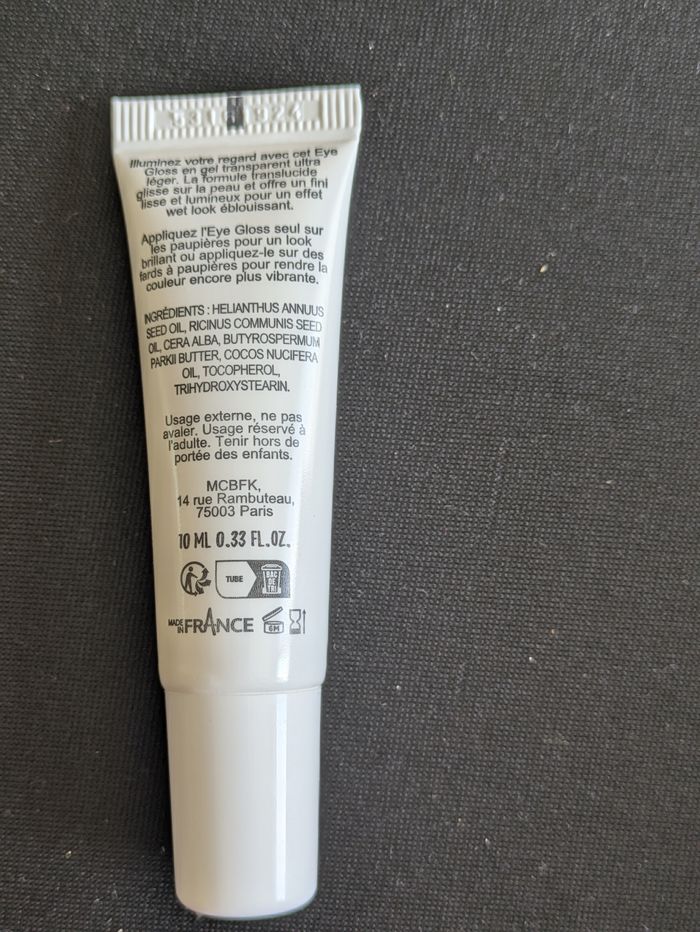 Illuminez votre regard avec cet Eye
Gloss en gel transparent ultra
léger. La formule translucide
glisse sur la peau et offre un fini
lisse et lumineux pour un effet
wet look éblouissant.
Appliquez l'Eye Gloss seul sur
les paupières pour un look
brillant ou appliquez-le sur des
fards à paupières pour rendre la
couleur encore plus vibrante.
INGRÉDIENTS : HELIANTHUS ANNUUS
SEED OIL, RICINUS COMMUNIS SEED
OIL, CERA ALBA, BUTYROSPERMUM
PARKII BUTTER, COCOS NUCIFERA
OIL, TOCOPHEROL,
TRIHYDROXYSTEARIN.
Usage externe, ne pas
avaler. Usage réservé à
l'adulte. Tenir hors de
portée des enfants.
MCBFK,
14 rue Rambuteau,
75003 Paris
10 ML 0.33 FL.OZ.
TUBE
BAC
DE
TRI
MADE
IN FRANCE
6M